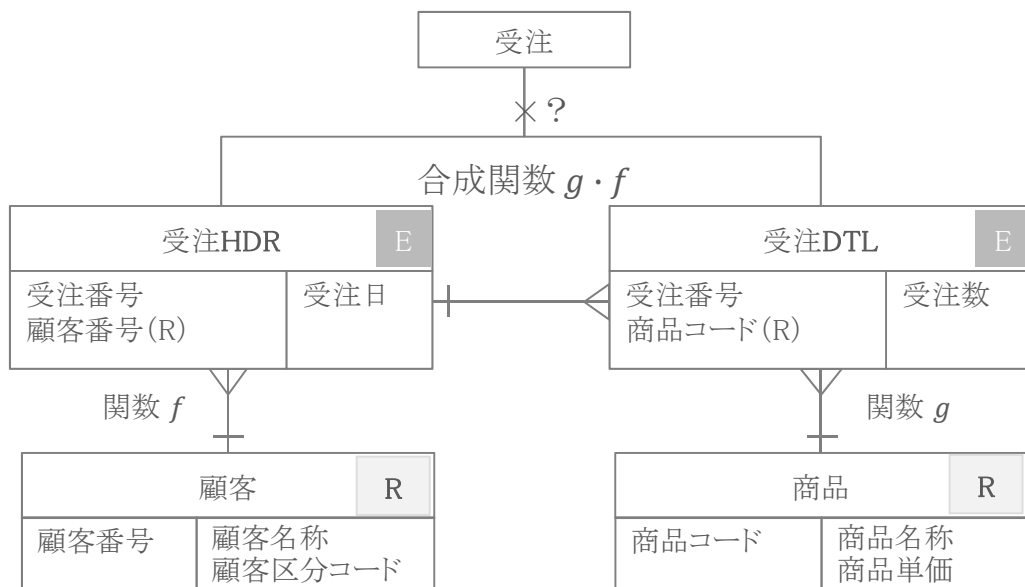 受注
× ?
合成関数 g · f
受注HDR
E
受注DTL
E
受注番号
顧客番号(R)
受注日
受注番号
商品コード(R)
受注数
関数 f
関数 g
顧客
R
商品
R
顧客番号
顧客名称
顧客区分コード
商品コード
商品名称
商品単価